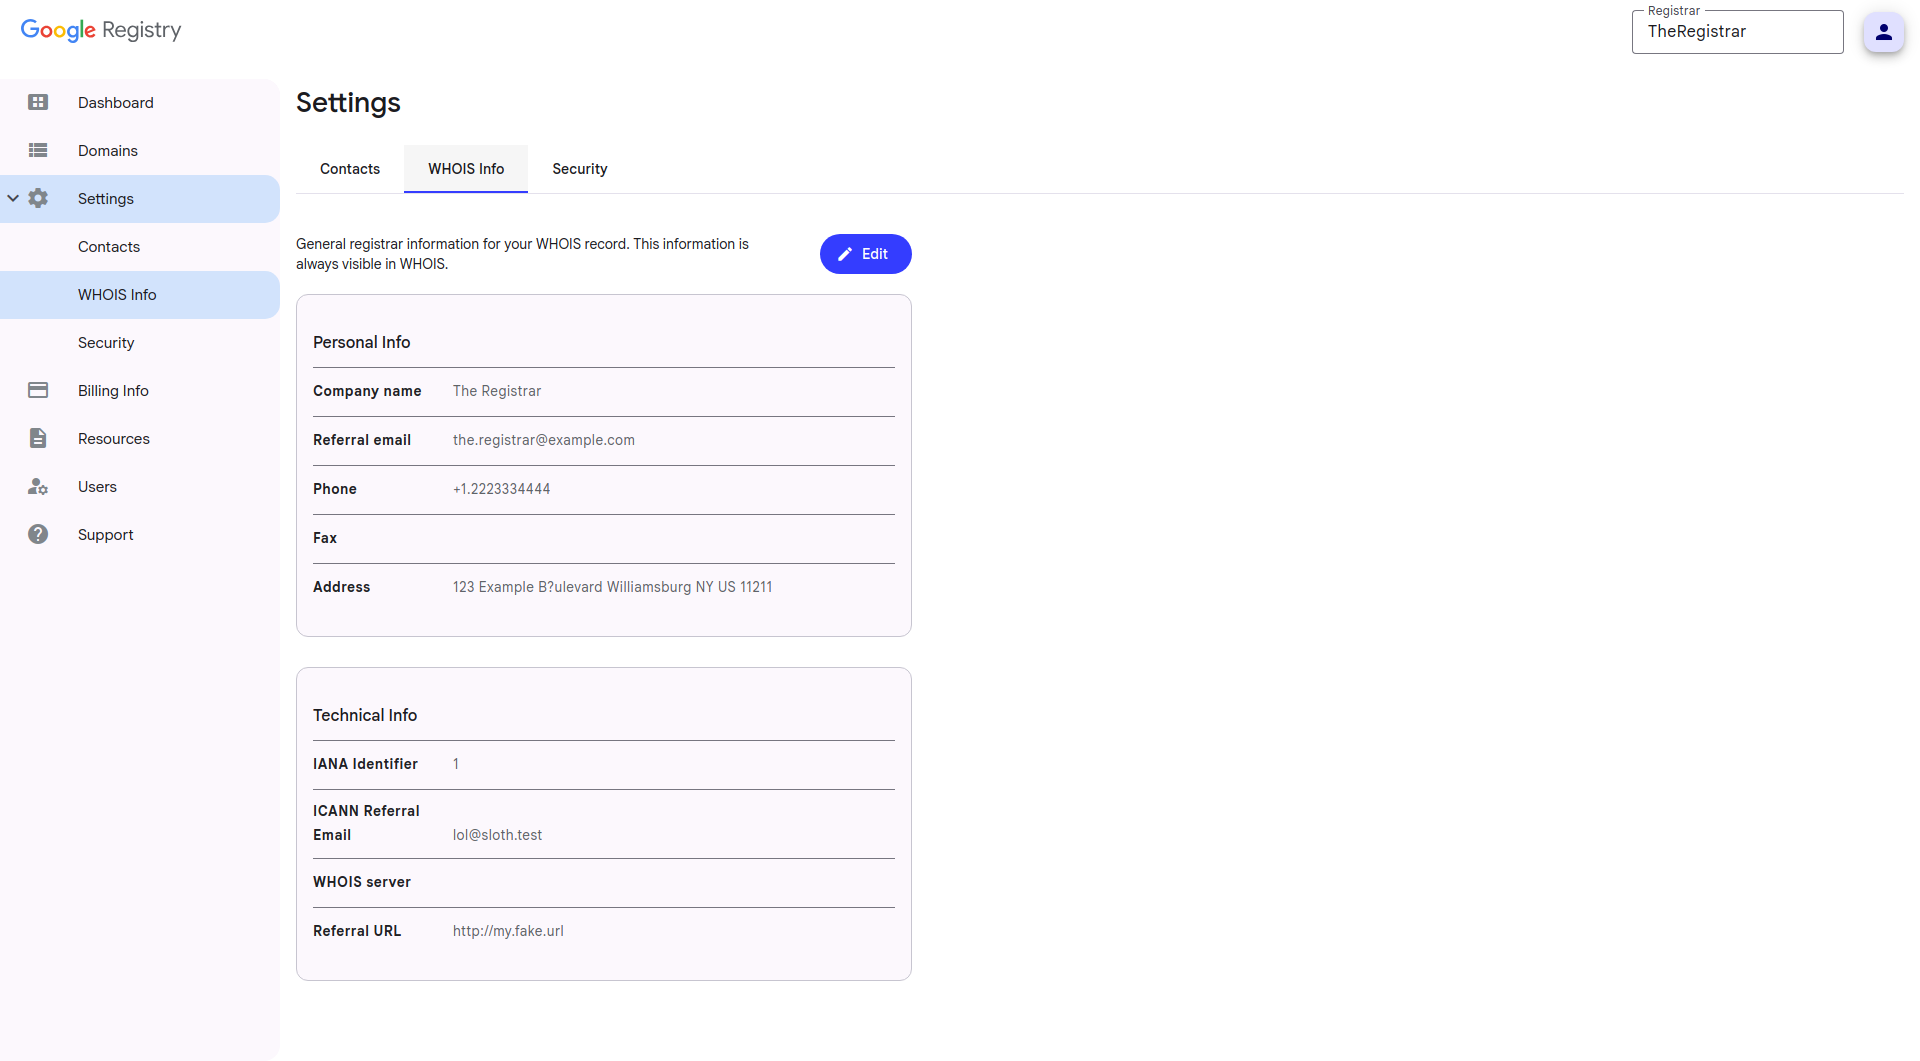 Google Registry
Registrar
TheRegistrar
Dashboard
Domains
Settings
Contacts
WHOIS Info
Security
Billing Info
Resources
Users
Support
Settings
Contacts WHOIS Info Security
General registrar information for your WHOIS record. This information is
always visible in WHOIS.
Edit
Personal Info
Company name The Registrar
Referral email the.registrar@example.com
Phone +1.2223334444
Fax
Address 123 Example B?ulevard Williamsburg NY US 11211
Technical Info
IANA Identifier 1
ICANN Referral
Email lol@sloth.test
WHOIS server
Referral URL http://my.fake.url